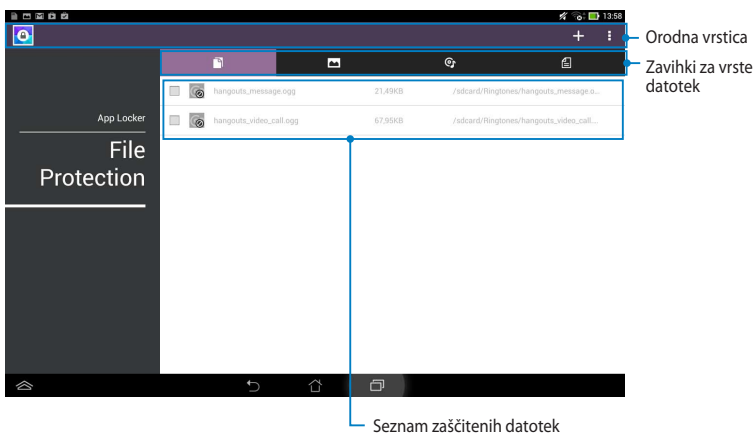 13:58
Orodna vrstica
Zavihki za vrste
datotek
hangouts_message.ogg 21,49KB /sdcard/Ringtones/hangouts_message.o...
hangouts_video_call.ogg 67,95KB /sdcard/Ringtones/hangouts_video_call...
App Locker
File
Protection
Seznam zaščitenih datotek